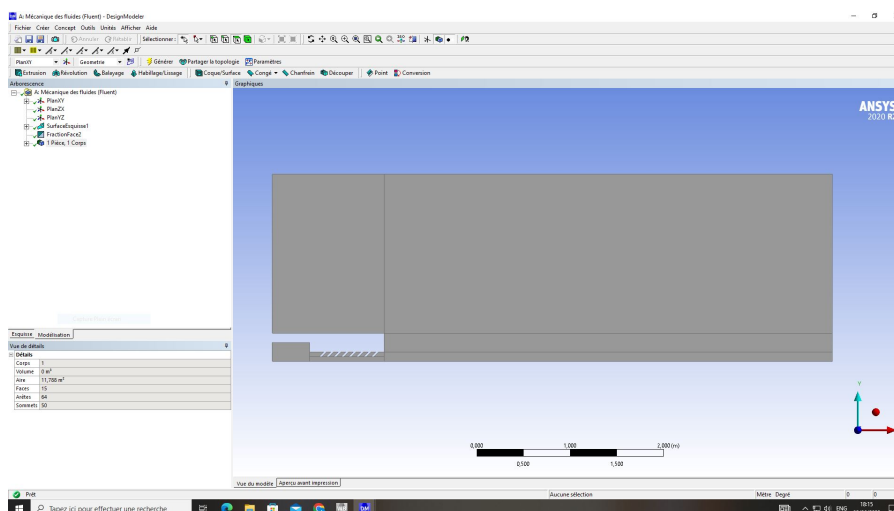 A: Mécanique des fluides (Fluent) - DesignModeler
Fichier Créer Concept Outils Unités Afficher Aide
Annuler Rétablir Sélectionner:
PlanXY Geometrie Générer Partager la topologie Paramètres
Extrusion Révolution Balayage Habillage/Lissage Coque/Surface Congé Chanfrein Découper Point Conversion
Arborescence
A: Mécanique des fluides (Fluent)
PlanXY
PlanZX
PlanYZ
SurfaceEsquisse1
FractionFace2
1 Pièce, 1 Corps
Esquisse Modélisation
Vue de détails
Détails
Corps 1
Volume 0 m³
Aire 11,788 m²
Faces 15
Arêtes 64
Sommets 50
Graphiques
ANSYS
2020 R2
Y
0,000 1,000 2,000 (m)
0,500 1,500
Vue du modèle Aperçu avant impression
Prêt Aucune sélection Mètre Degré 0 0
Tapez ici pour effectuer une recherche
DM
ENG 18:15